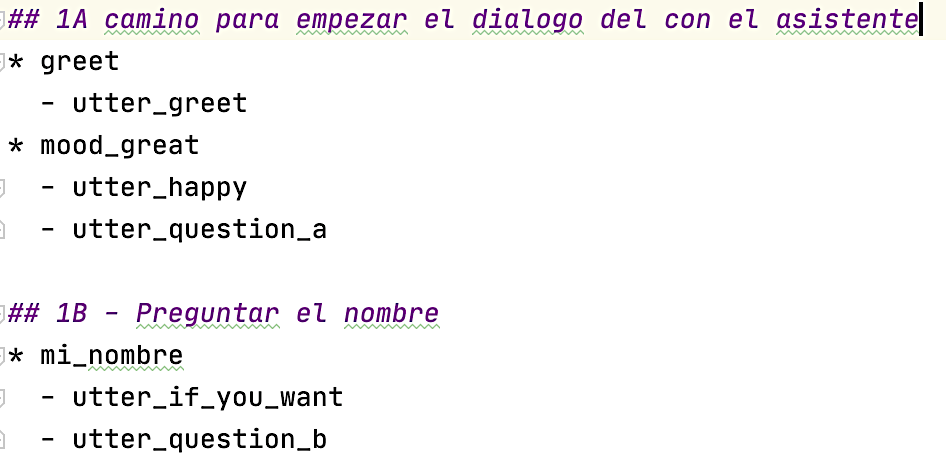 ## 1A camino para empezar el dialogo del con el asistente
* greet
  - utter_greet
* mood_great
  - utter_happy
  - utter_question_a
## 1B - Preguntar el nombre
* mi_nombre
  - utter_if_you_want
  - utter_question_b